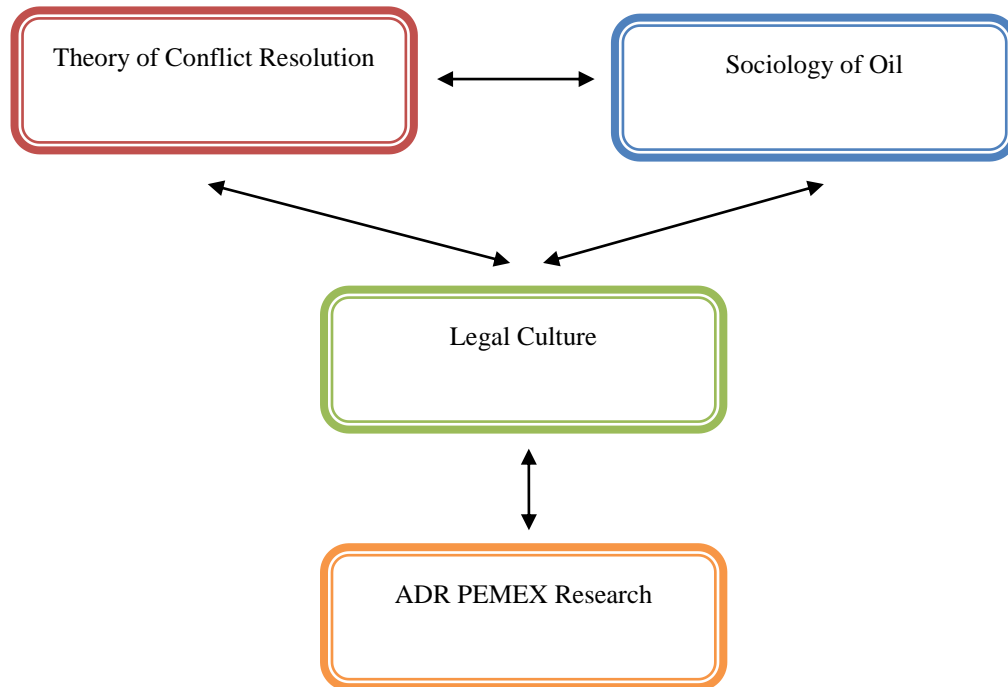 Theory of Conflict Resolution
Sociology of Oil
Legal Culture
ADR PEMEX Research